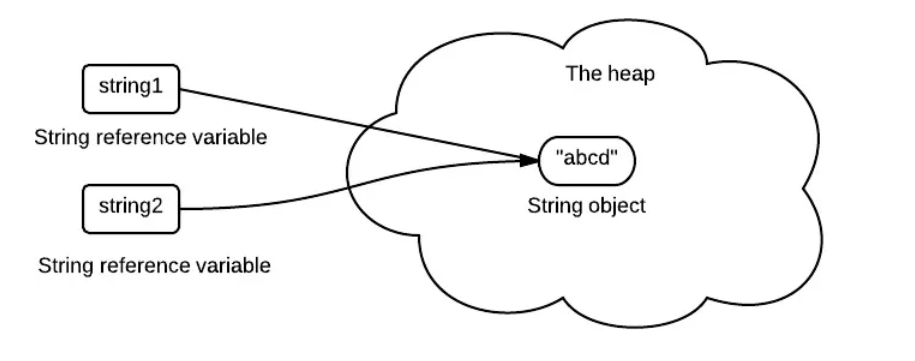 The heap
string1
String reference variable
"abcd"
string2
String object
String reference variable